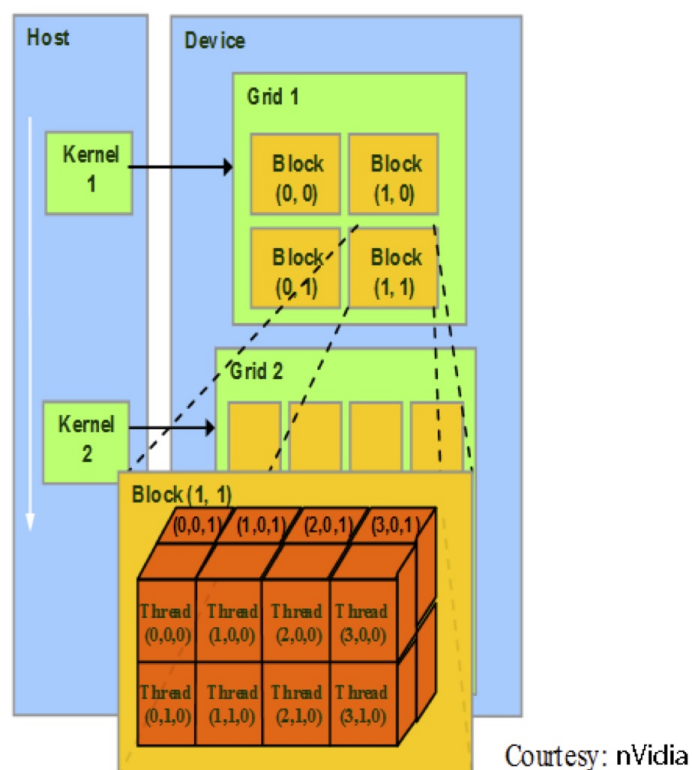 Host
Device
Grid 1
Kernel
1
Block
(0, 0)
Block
(1, 0)
Block
(0, 1)
Block
(1, 1)
Grid 2
Kernel
2
Block (1, 1)
(0,0,1) (1,0,1) (2,0,1) (3,0,1)
Thread
(0,0,0)
Thread
(1,0,0)
Thread
(2,0,0)
Thread
(3,0,0)
Thread
(0,1,0)
Thread
(1,1,0)
Thread
(2,1,0)
Thread
(3,1,0)
Courtesy: nVidia